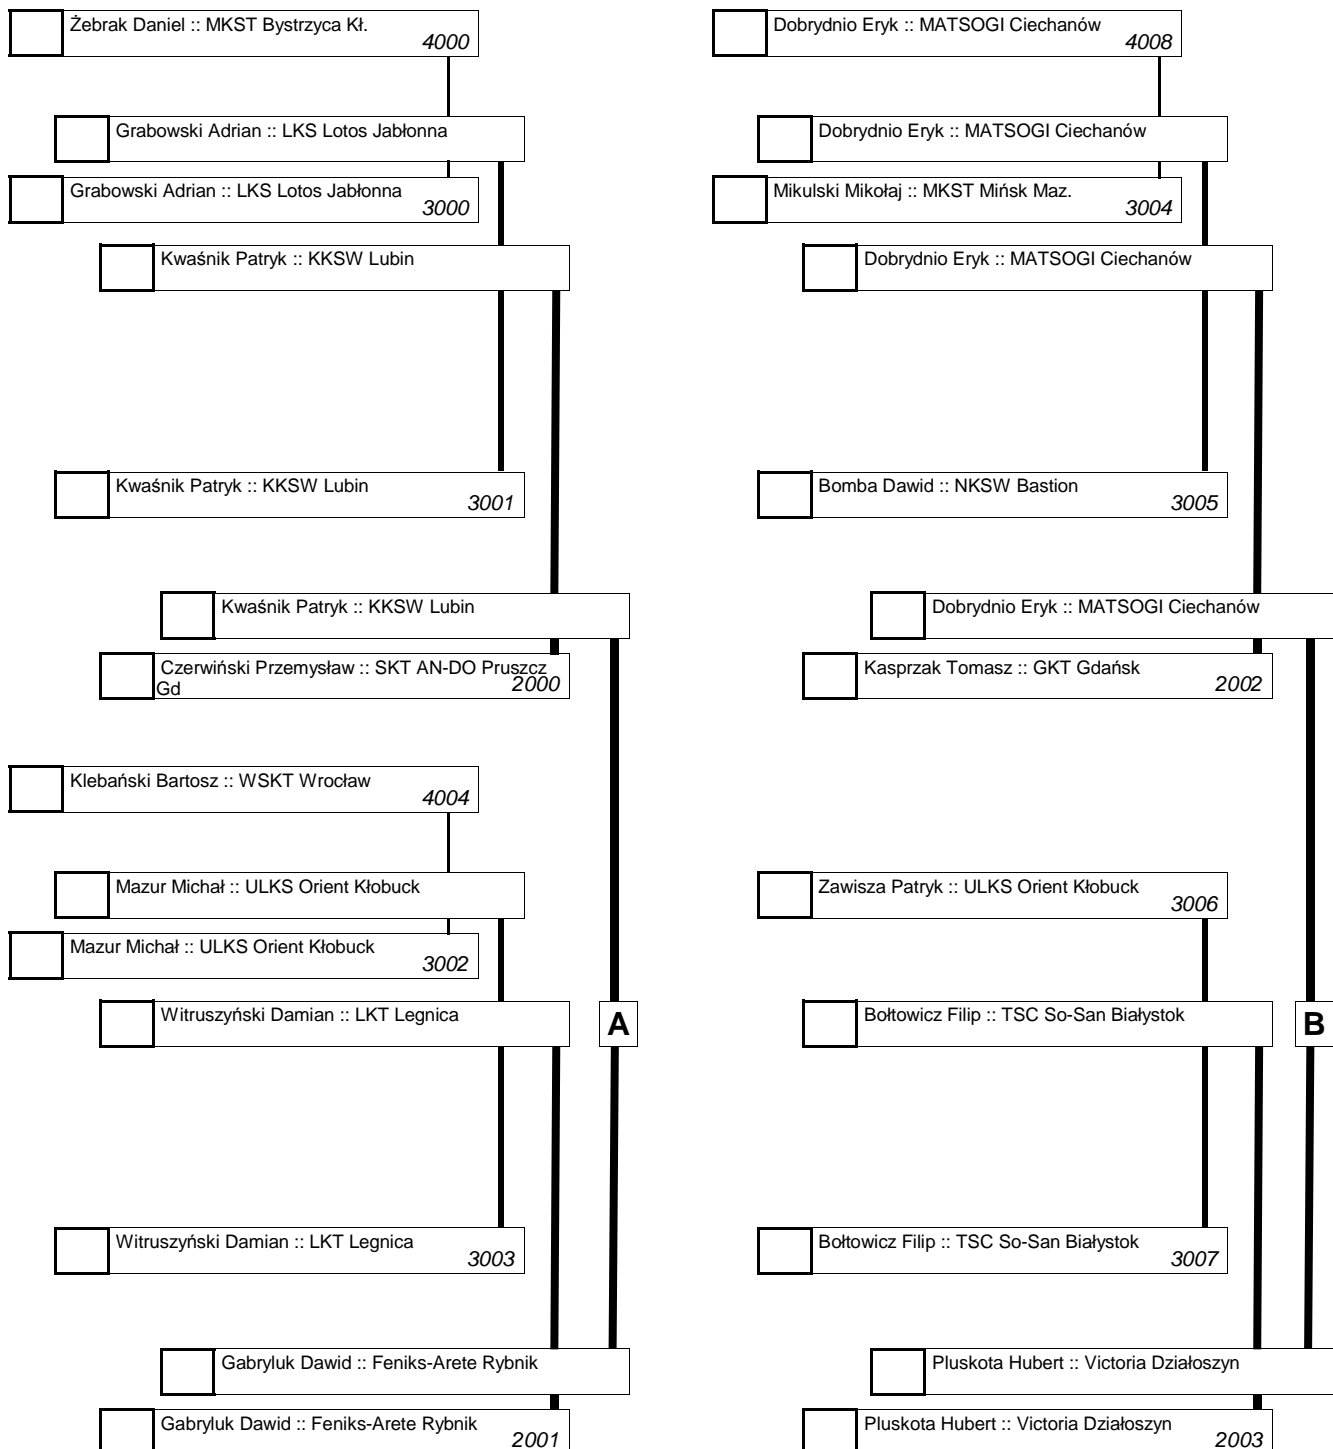 Żebrak Daniel :: MKST Bystrzyca Kł.
4000
Grabowski Adrian :: LKS Lotos Jabłonna
Grabowski Adrian :: LKS Lotos Jabłonna
3000
Kwaśnik Patryk :: KKSW Lubin
Kwaśnik Patryk :: KKSW Lubin
3001
Kwaśnik Patryk :: KKSW Lubin
Czerwiński Przemysław :: SKT AN-DO Pruszcz
Gd
2000
Klebański Bartosz :: WSKT Wrocław
4004
Mazur Michał :: ULKS Orient Kłobuck
Mazur Michał :: ULKS Orient Kłobuck
3002
Witruszyński Damian :: LKT Legnica
A
Witruszyński Damian :: LKT Legnica
3003
Gabryluk Dawid :: Feniks-Arete Rybnik
Gabryluk Dawid :: Feniks-Arete Rybnik
2001
Dobrydnio Eryk :: MATSOGI Ciechanów
4008
Dobrydnio Eryk :: MATSOGI Ciechanów
Mikulski Mikołaj :: MKST Mińsk Maz.
3004
Dobrydnio Eryk :: MATSOGI Ciechanów
Bomba Dawid :: NKSW Bastion
3005
Dobrydnio Eryk :: MATSOGI Ciechanów
Kasprzak Tomasz :: GKT Gdańsk
2002
Zawisza Patryk :: ULKS Orient Kłobuck
3006
Bołtowicz Filip :: TSC So-San Białystok
B
Bołtowicz Filip :: TSC So-San Białystok
3007
Pluskota Hubert :: Victoria Działoszyn
Pluskota Hubert :: Victoria Działoszyn
2003